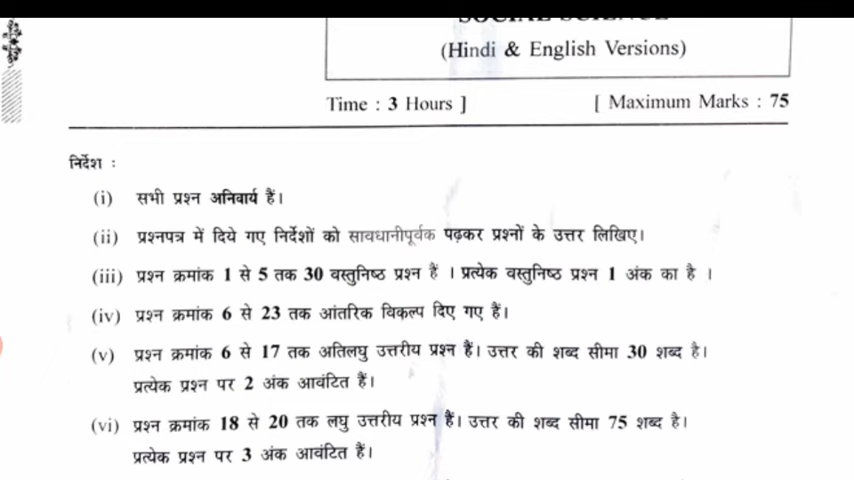 SOCIAL SCIENCE
(Hindi & English Versions)
Time : 3 Hours ]
[ Maximum Marks : 75
निर्देश :
(i) सभी प्रश्न अनिवार्य हैं।
(ii) प्रश्नपत्र में दिये गए निर्देशों को सावधानीपूर्वक पढ़कर प्रश्नों के उत्तर लिखिए।
(iii) प्रश्न क्रमांक 1 से 5 तक 30 वस्तुनिष्ठ प्रश्न हैं । प्रत्येक वस्तुनिष्ठ प्रश्न 1 अंक का है ।
(iv) प्रश्न क्रमांक 6 से 23 तक आंतरिक विकल्प दिए गए हैं।
(v) प्रश्न क्रमांक 6 से 17 तक अतिलघु उत्तरीय प्रश्न हैं। उत्तर की शब्द सीमा 30 शब्द है।
प्रत्येक प्रश्न पर 2 अंक आवंटित हैं।
(vi) प्रश्न क्रमांक 18 से 20 तक लघु उत्तरीय प्रश्न हैं। उत्तर की शब्द सीमा 75 शब्द है।
प्रत्येक प्रश्न पर 3 अंक आवंटित हैं।